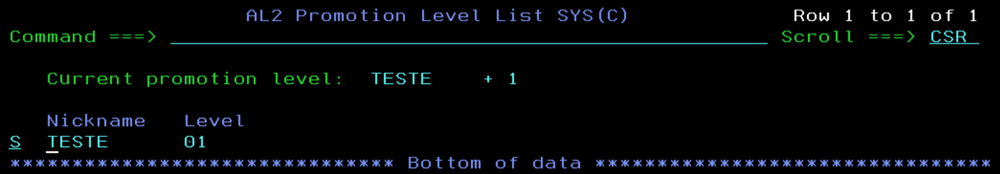 AL2 Promotion Level List SYS(C) Row 1 to 1 of 1
Command ===> ________________________________________________ Scroll ===> CSR
Current promotion level: TESTE + 1
Nickname Level
S TESTE 01
******************************* Bottom of data ********************************